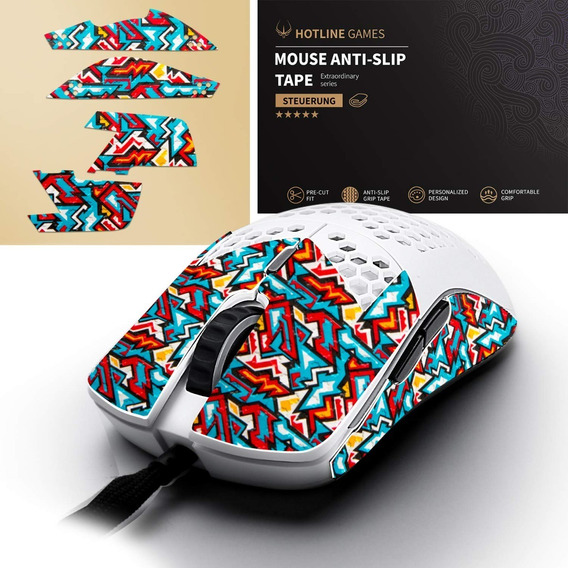 HOTLINE GAMES
MOUSE ANTI-SLIP
TAPE Extraordinary
series
STEUERUNG
PRE-CUT
FIT
ANTI-SLIP
GRIP TAPE
PERSONALIZED
DESIGN
COMFORTABLE
GRIP